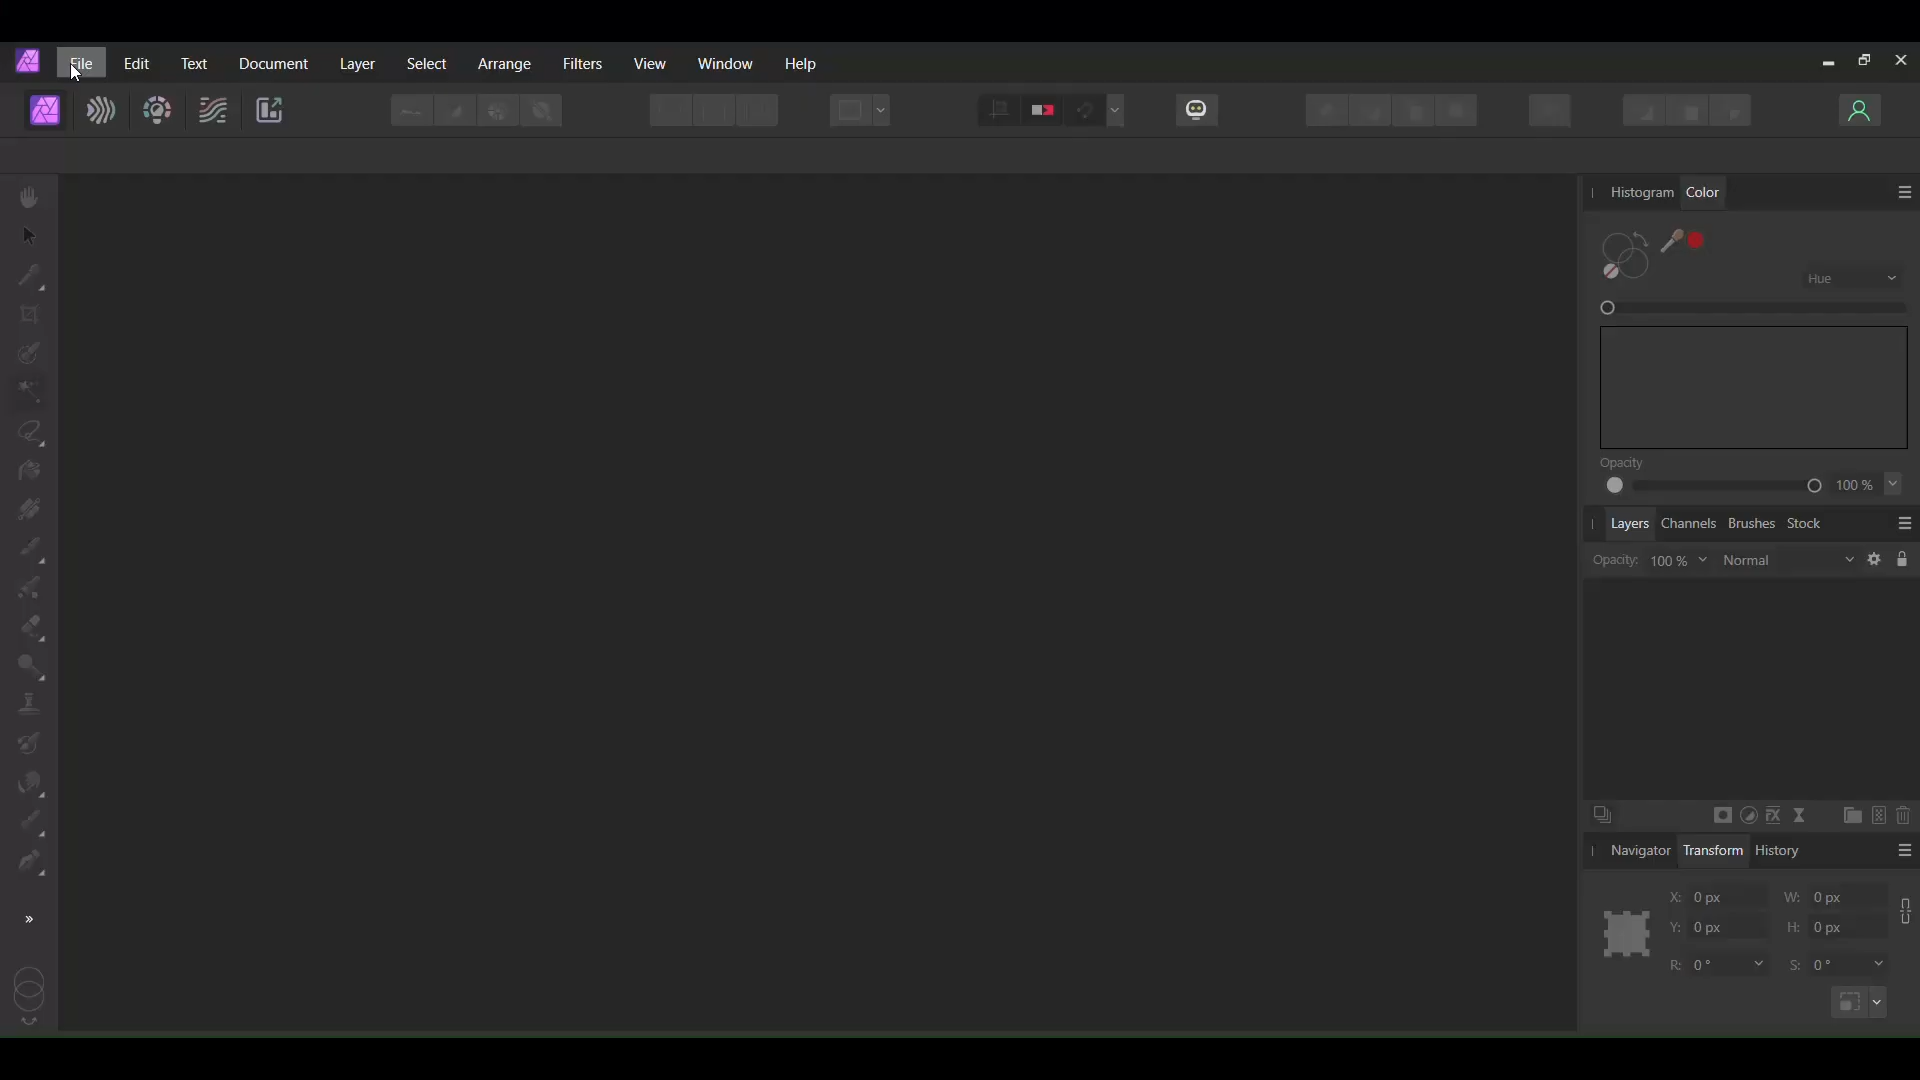 File Edit Text Document Layer Select Arrange Filters View Window Help
Histogram Color
Hue
Opacity
100 %
Layers Channels Brushes Stock
Opacity: 100 % Normal
FX
Navigator Transform History
X: 0 px W: 0 px
Y: 0 px H: 0 px
R: 0 ° S: 0 °